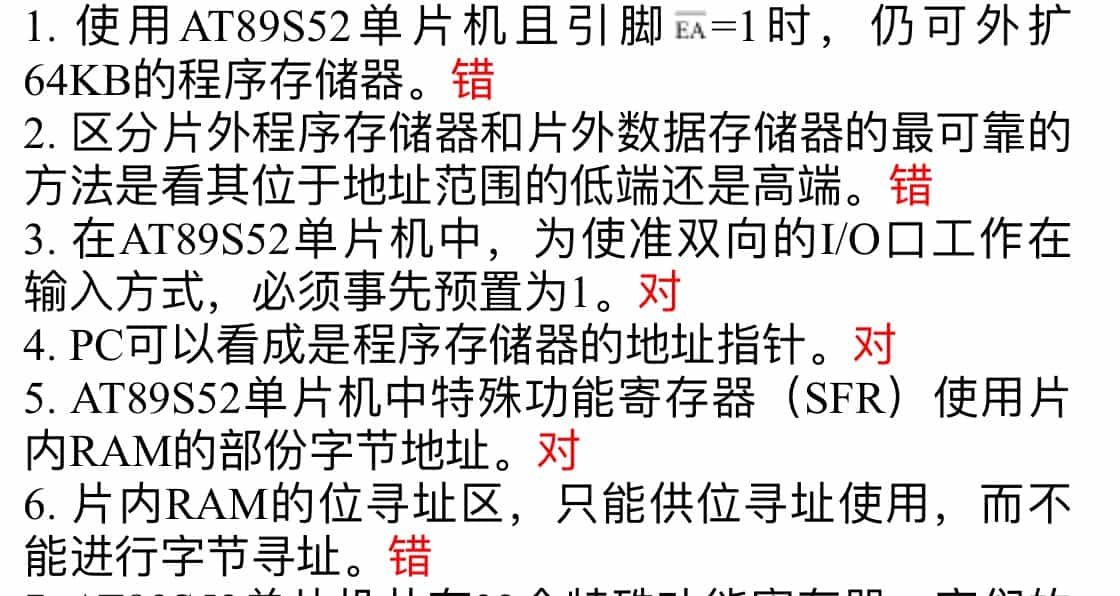 1. 使用AT89S52单片机且引脚EA=1时，仍可外扩
64KB的程序存储器。错
2. 区分片外程序存储器和片外数据存储器的最可靠的
方法是看其位于地址范围的低端还是高端。错
3. 在AT89S52单片机中，为使准双向的I/O口工作在
输入方式，必须事先预置为1。对
4. PC可以看成是程序存储器的地址指针。对
5. AT89S52单片机中特殊功能寄存器（SFR）使用片
内RAM的部份字节地址。对
6. 片内RAM的位寻址区，只能供位寻址使用，而不
能进行字节寻址。错